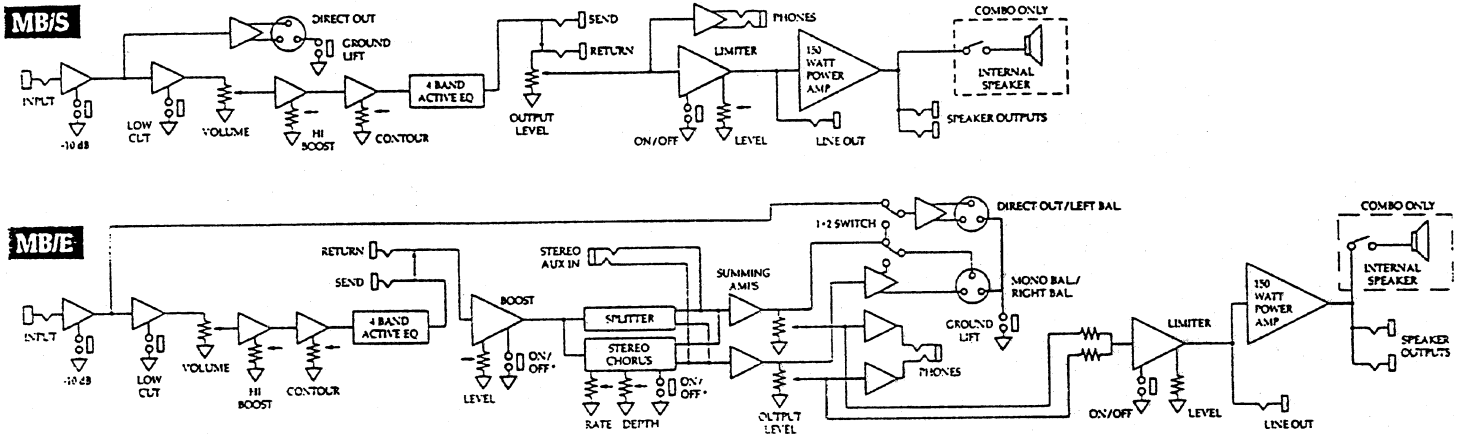 MB/S
DIRECT OUT
GROUND
LIFT
INPUT
-10 dB
LOW
CUT
VOLUME
HI
BOOST
CONTOUR
4 BAND
ACTIVE EQ
SEND
RETURN
OUTPUT
LEVEL
PHONES
LIMITER
ON/OFF
LEVEL
150
WATT
POWER
AMP
LINE OUT
COMBO ONLY
INTERNAL
SPEAKER
SPEAKER OUTPUTS
MB/E
INPUT
-10 dB
LOW
CUT
VOLUME
HI
BOOST
CONTOUR
4 BAND
ACTIVE EQ
RETURN
SEND
BOOST
LEVEL
ON/
OFF*
STEREO
AUX IN
SPLITTER
STEREO
CHORUS
RATE
DEPTH
ON/
OFF*
SUMMING
AMPS
OUTPUT
LEVEL
1+2 SWITCH
DIRECT OUT/LEFT BAL.
MONO BAL./
RIGHT BAL.
GROUND
LIFT
PHONES
LIMITER
ON/OFF
LEVEL
150
WATT
POWER
AMP
LINE OUT
COMBO ONLY
INTERNAL
SPEAKER
SPEAKER
OUTPUTS